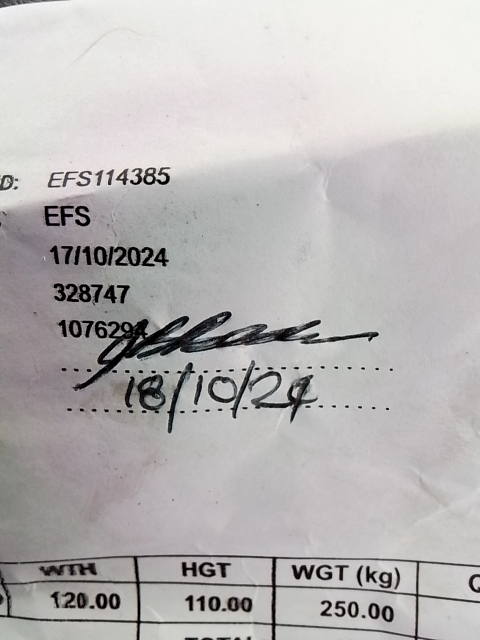 D: EFS114385
EFS
17/10/2024
328747
1076294
18/10/24
WTH HGT WGT (kg) Q
120.00 110.00 250.00
TOTAL